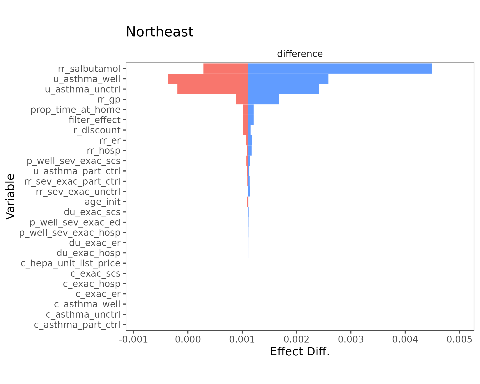 Northeast
difference
rr_salbutamol
u_asthma_well
u_asthma_unctrl
rr_gp
prop_time_at_home
filter_effect
r_discount
rr_er
rr_hosp
p_well_sev_exac_scs
u_asthma_part_ctrl
rr_sev_exac_part_ctrl
rr_sev_exac_unctrl
age_init
du_exac_scs
p_well_sev_exac_ed
p_well_sev_exac_hosp
du_exac_er
du_exac_hosp
c_hepa_unit_list_price
c_exac_scs
c_exac_hosp
c_exac_er
c_asthma_well
c_asthma_unctrl
c_asthma_part_ctrl
Variable
-0.001 0.000 0.001 0.002 0.003 0.004 0.005
Effect Diff.